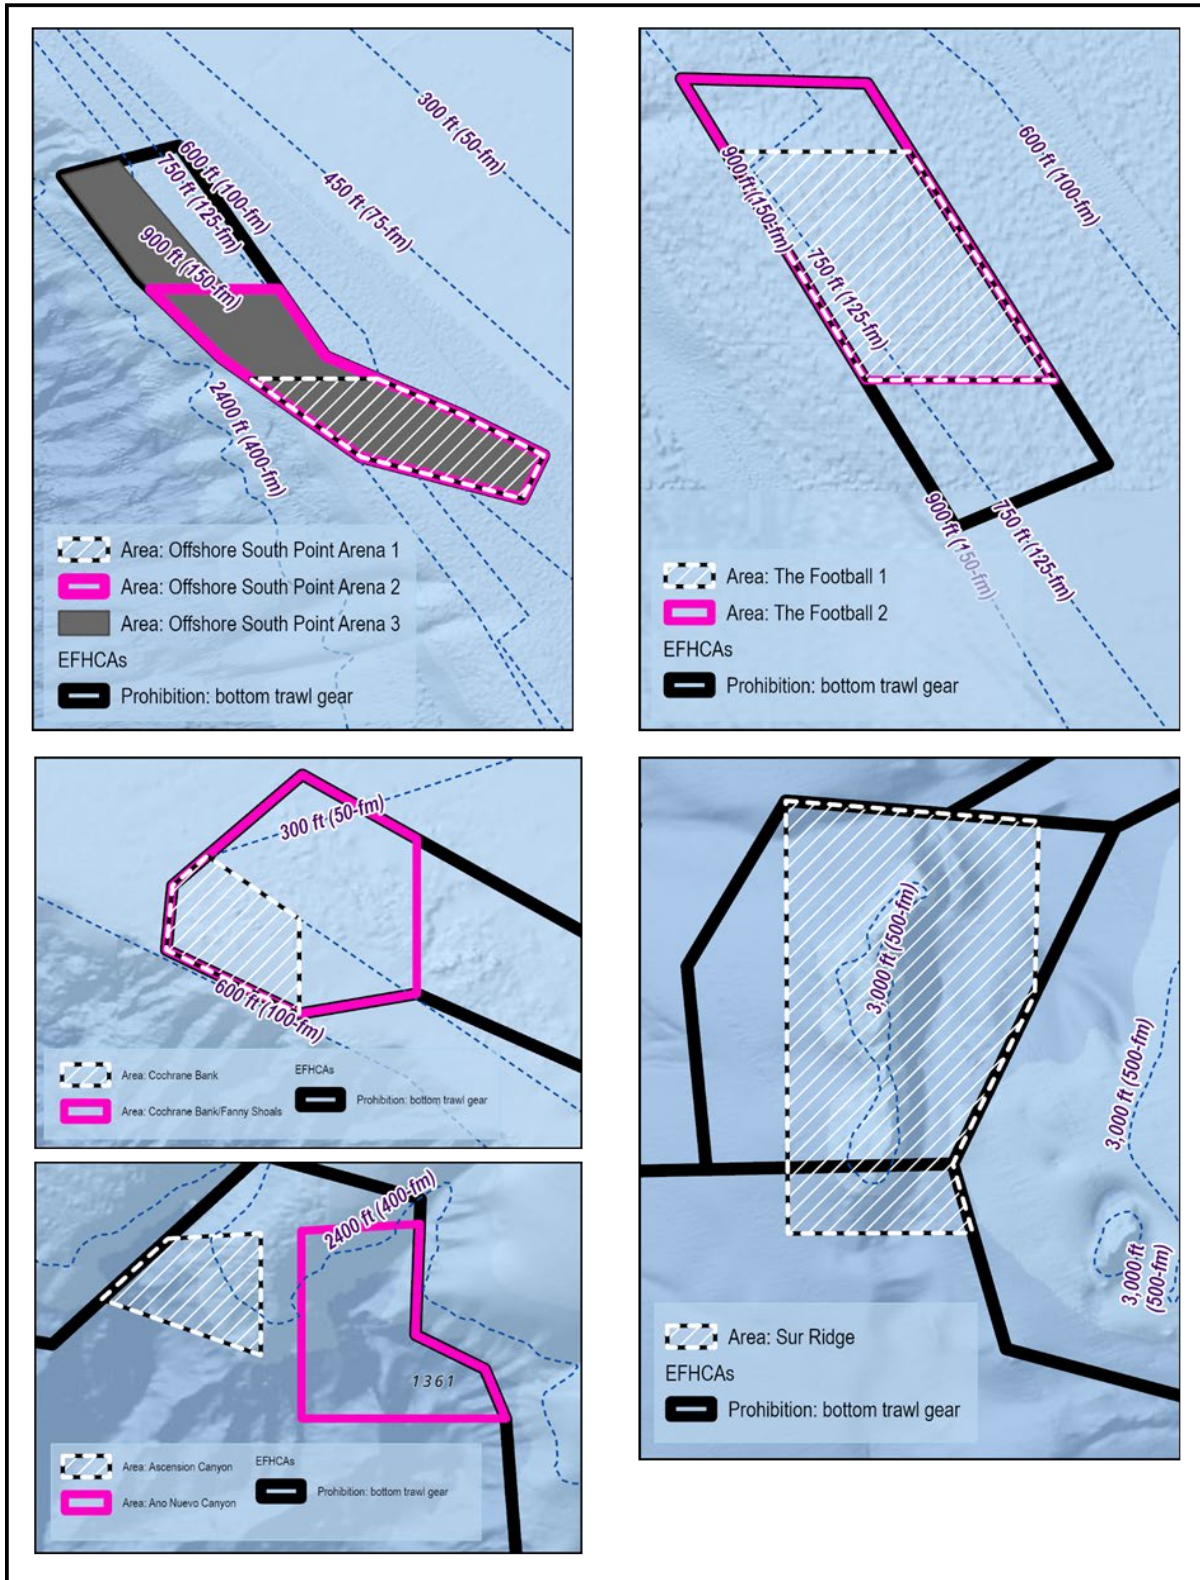 300 ft (50-fm)
600 ft (100-fm)
450 ft (75-fm)
750 ft (125-fm)
900 ft (150-fm)
2400 ft (400-fm)
Area: Offshore South Point Arena 1
Area: Offshore South Point Arena 2
Area: Offshore South Point Arena 3
EFHCAs
Prohibition: bottom trawl gear
600 ft (100-fm)
900 ft (150-fm)
750 ft (125-fm)
900 ft (150-fm)
750 ft (125-fm)
Area: The Football 1
Area: The Football 2
EFHCAs
Prohibition: bottom trawl gear
300 ft (50-fm)
600 ft (100-fm)
Area: Cochrane Bank
Area: Cochrane Bank/Fanny Shoals
EFHCAs
Prohibition: bottom trawl gear
3,000 ft (500-fm)
3,000 ft (500-fm)
3,000 ft
(500-fm)
Area: Sur Ridge
EFHCAs
Prohibition: bottom trawl gear
2400 ft (400-fm)
1361
Area: Ascension Canyon
Area: Ano Nuevo Canyon
EFHCAs
Prohibition: bottom trawl gear